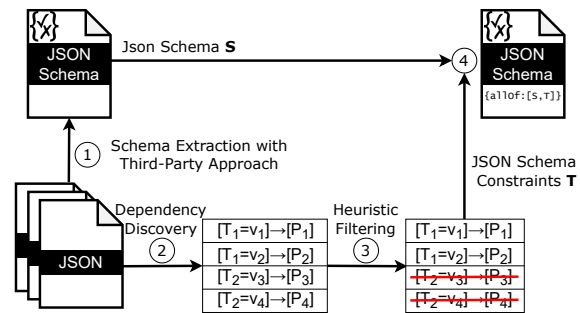 {√x}
JSON
Schema
Json Schema S
4
{√x}
JSON
Schema
{allOf:[S,T]}
1
Schema Extraction with
Third-Party Approach
JSON Schema
Constraints T
JSON
Dependency
Discovery
2
[T₁=v₁]→[P₁]
[T₁=v₂]→[P₂]
[T₂=v₃]→[P₃]
[T₂=v₄]→[P₄]
Heuristic
Filtering
3
[T₁=v₁]→[P₁]
[T₁=v₂]→[P₂]
[T₂=v₃]→[P₃]
[T₂=v₄]→[P₄]